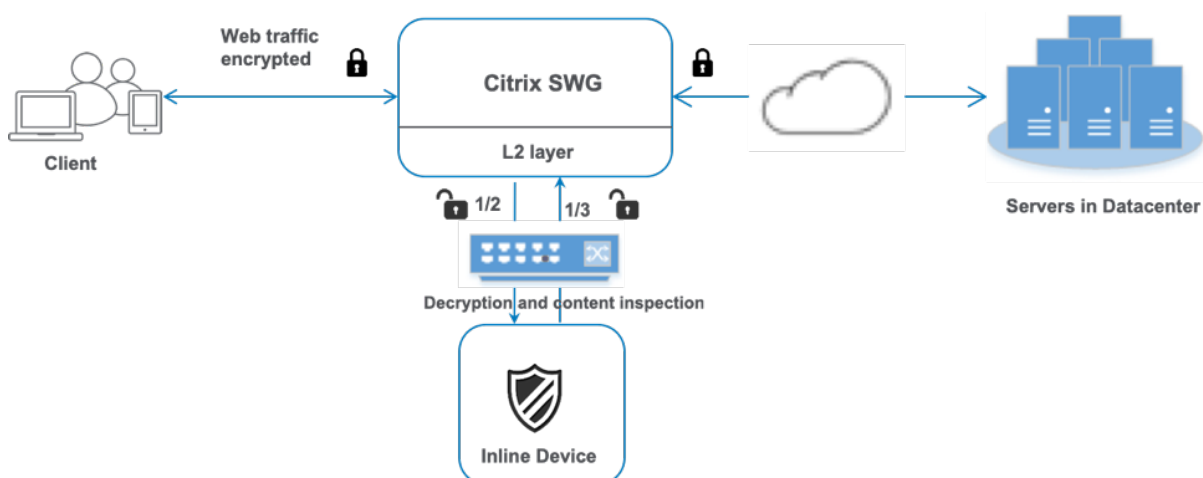 Web traffic
encrypted
Citrix SWG
L2 layer
Client
1/2
1/3
Servers in Datacenter
Decryption and content inspection
Inline Device